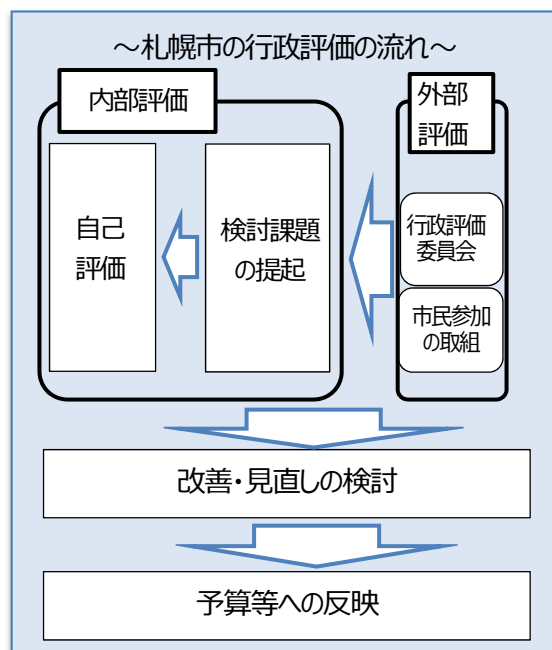 ～札幌市の行政評価の流れ～
内部評価
外部
評価
自己
評価
検討課題
の提起
行政評価
委員会
市民参加
の取組
改善・見直しの検討
予算等への反映